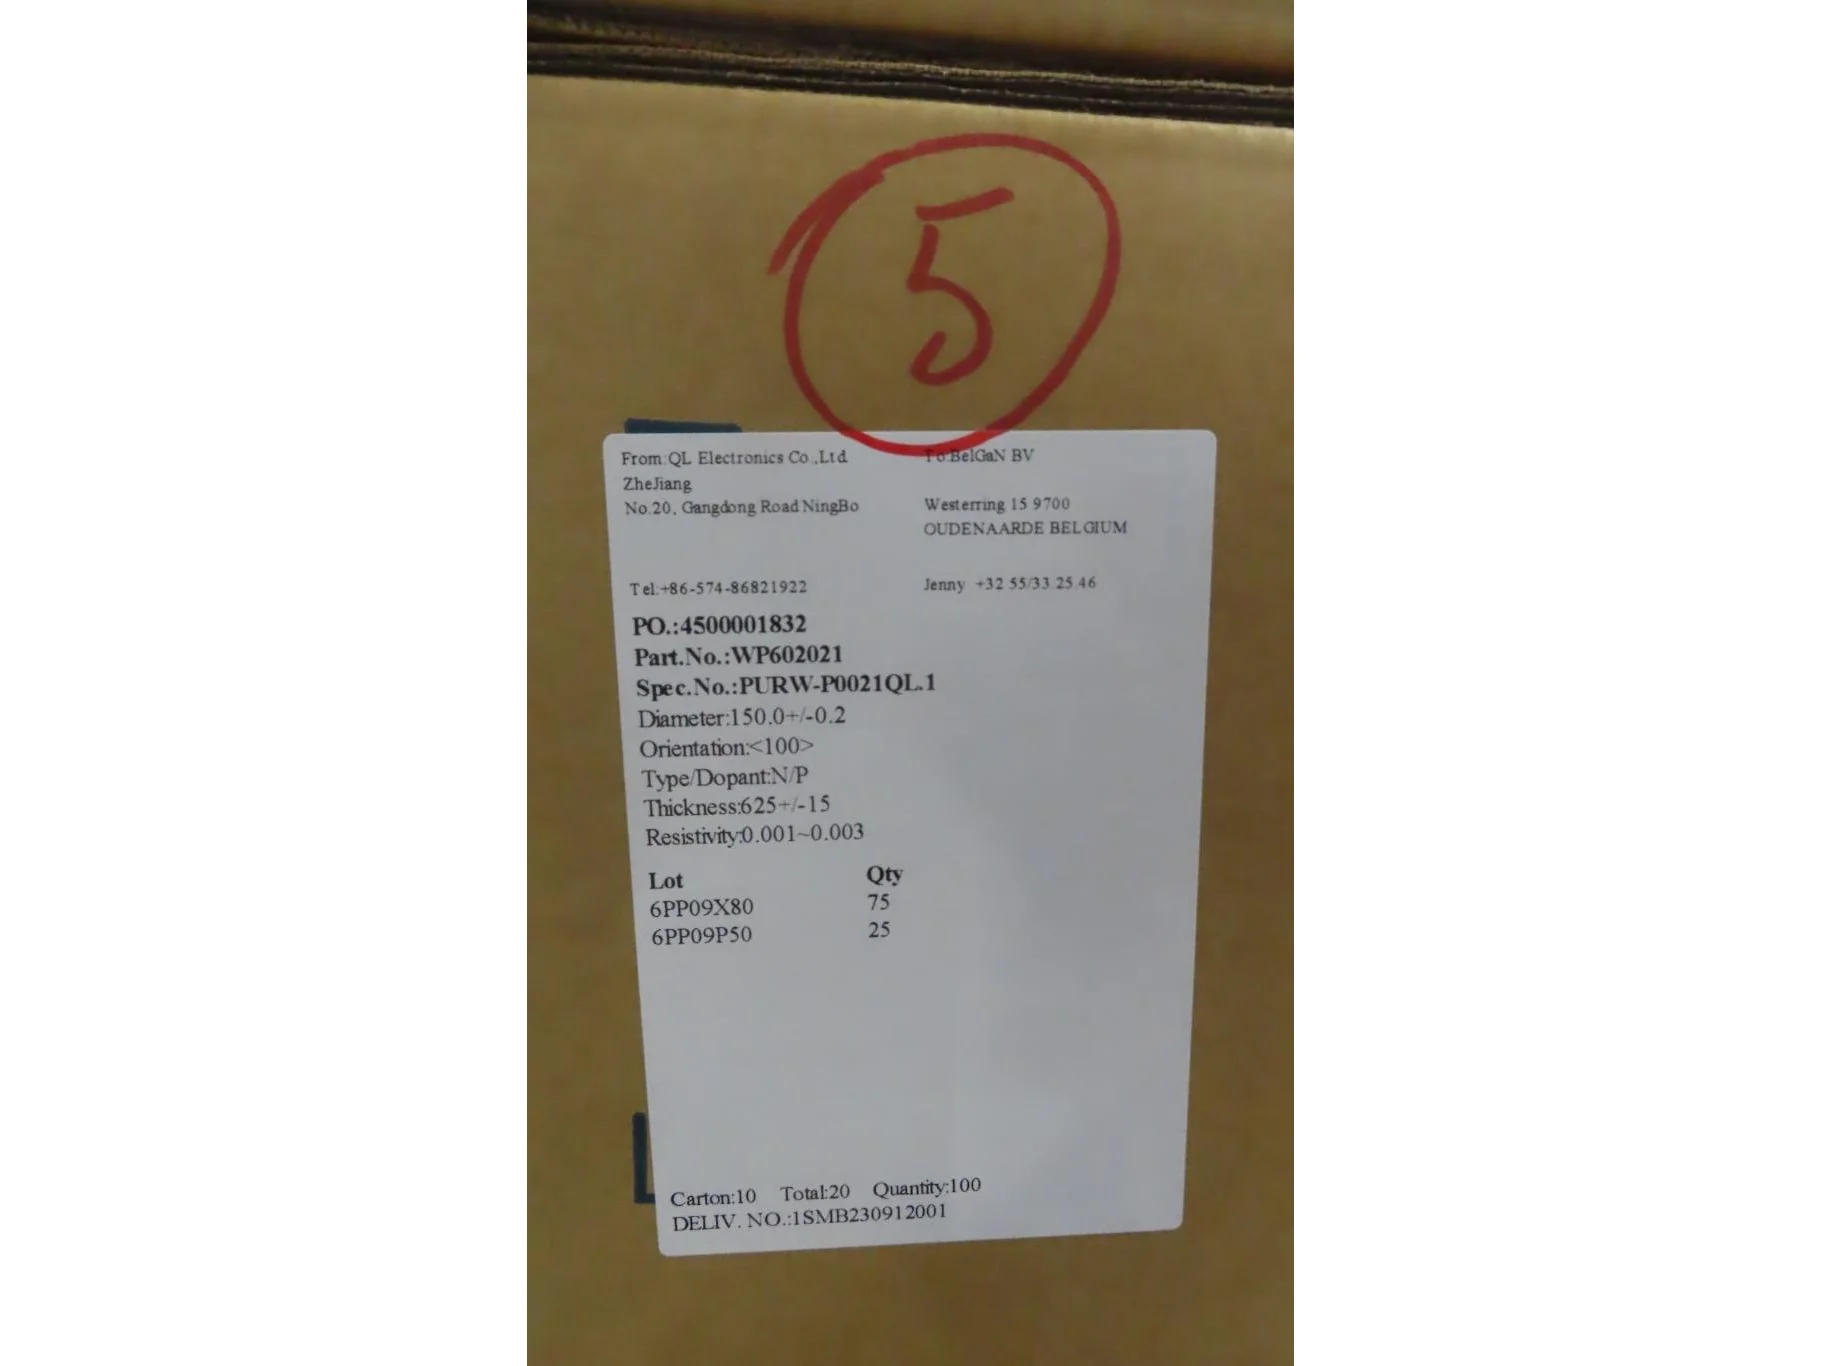 5
From:QL Electronics Co.,Ltd
ZheJiang
No.20, Gangdong Road NingBo
Tel:+86-574-86821922
To:BelGaN BV
Westerring 15 9700
OUDENAARDE BELGIUM
Jenny +32 55/33.25.46
PO.:4500001832
Part.No.:WP602021
Spec.No.:PURW-P0021QL.1
Diameter:150.0+/-0.2
Orientation:<100>
Type/Dopant:N/P
Thickness:625+/-15
Resistivity:0.001~0.003
Lot Qty
6PP09X80 75
6PP09P50 25
Carton:10 Total:20 Quantity:100
DELIV. NO.:1SMB230912001